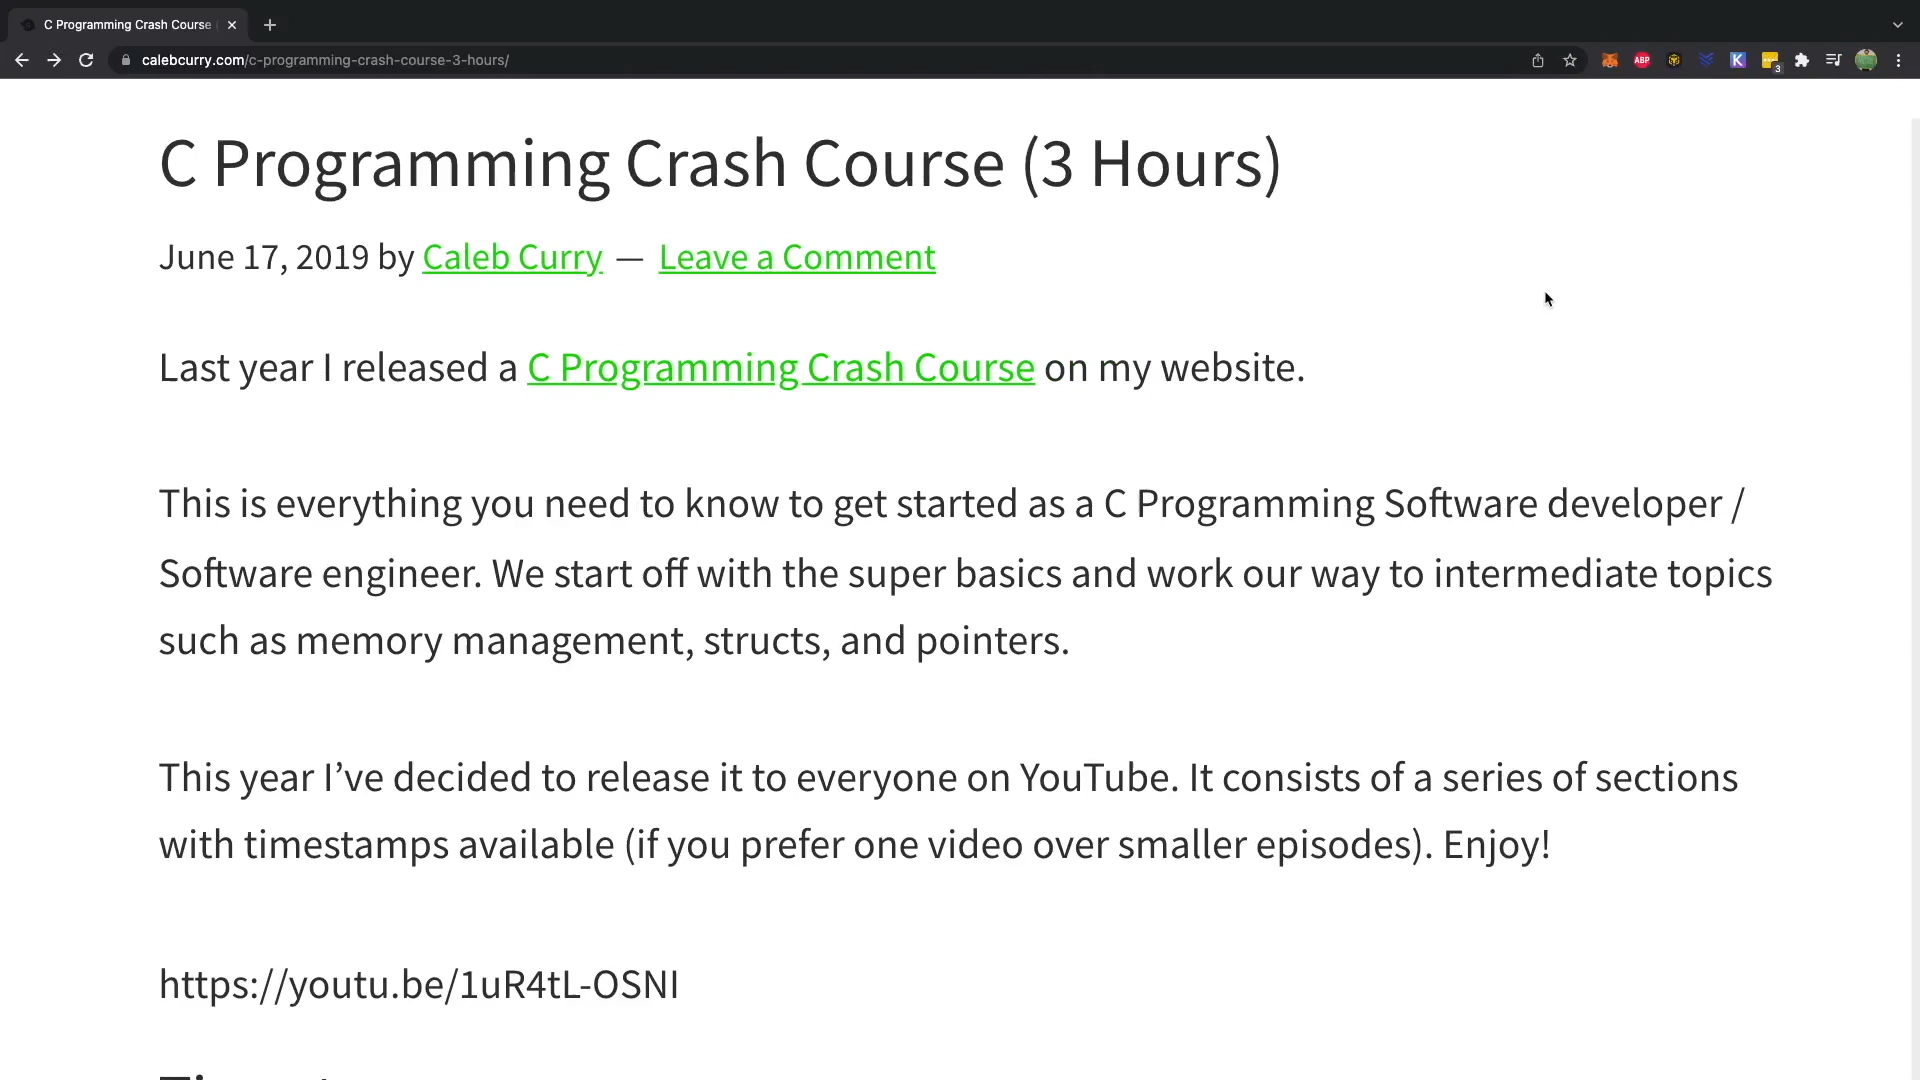 C Programming Crash Course
calebcurry.com/c-programming-crash-course-3-hours/
ABP
K
3
C Programming Crash Course (3 Hours)
June 17, 2019 by Caleb Curry — Leave a Comment
Last year I released a C Programming Crash Course on my website.
This is everything you need to know to get started as a C Programming Software developer /
Software engineer. We start off with the super basics and work our way to intermediate topics
such as memory management, structs, and pointers.
This year I’ve decided to release it to everyone on YouTube. It consists of a series of sections
with timestamps available (if you prefer one video over smaller episodes). Enjoy!
https://youtu.be/1uR4tL-OSNI